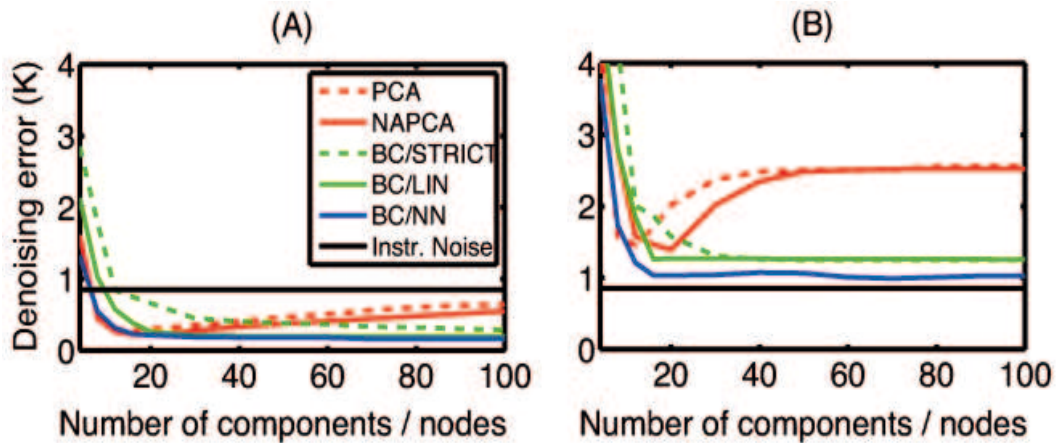 (A)
Denoising error (K)
4
3
2
1
0
20
40
60
80
100
PCA
NAPCA
BC/STRICT
BC/LIN
BC/NN
Instr. Noise
Number of components / nodes
(B)
4
3
2
1
0
20
40
60
80
100
Number of components / nodes